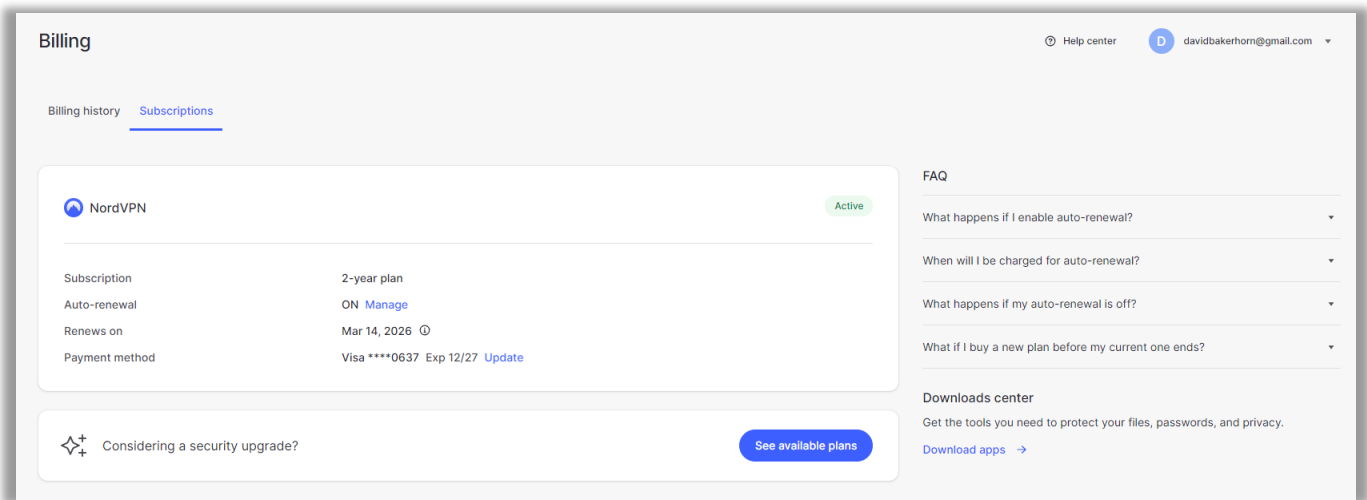 Billing
Help center
D
davidbakerhorn@gmail.com
Billing history
Subscriptions
NordVPN
Active
Subscription 2-year plan
Auto-renewal ON Manage
Renews on Mar 14, 2026
Payment method Visa ****0637 Exp 12/27 Update
Considering a security upgrade?
See available plans
FAQ
What happens if I enable auto-renewal?
When will I be charged for auto-renewal?
What happens if my auto-renewal is off?
What if I buy a new plan before my current one ends?
Downloads center
Get the tools you need to protect your files, passwords, and privacy.
Download apps →